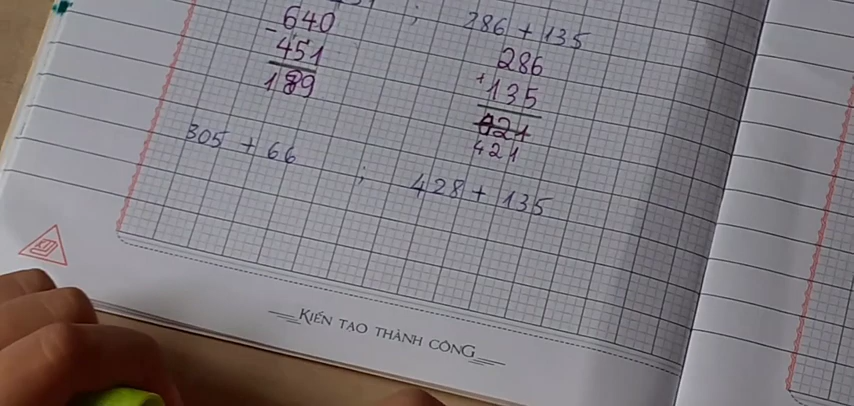 286 + 135
640
- 451
189
286
+ 135
421
421
305 + 66 ; 428 + 135
KIẾN TẠO THÀNH CÔNG